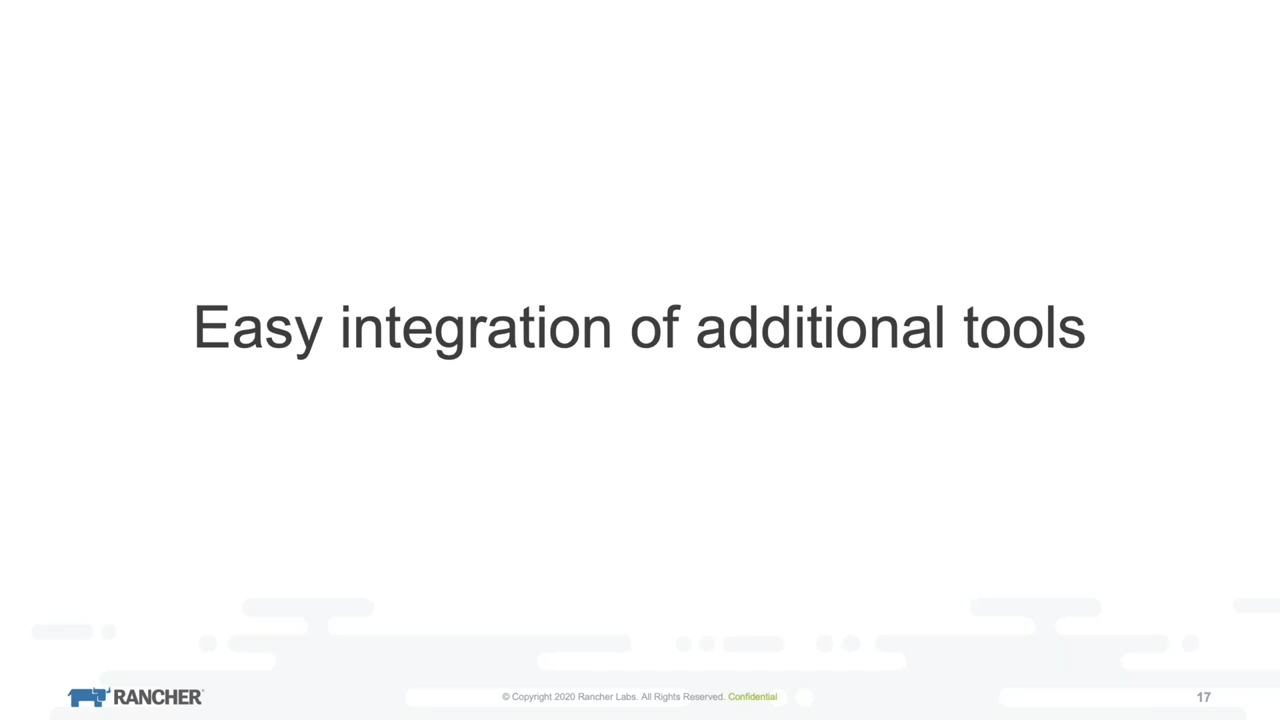 Easy integration of additional tools
RANCHER
© Copyright 2020 Rancher Labs. All Rights Reserved. Confidential
17